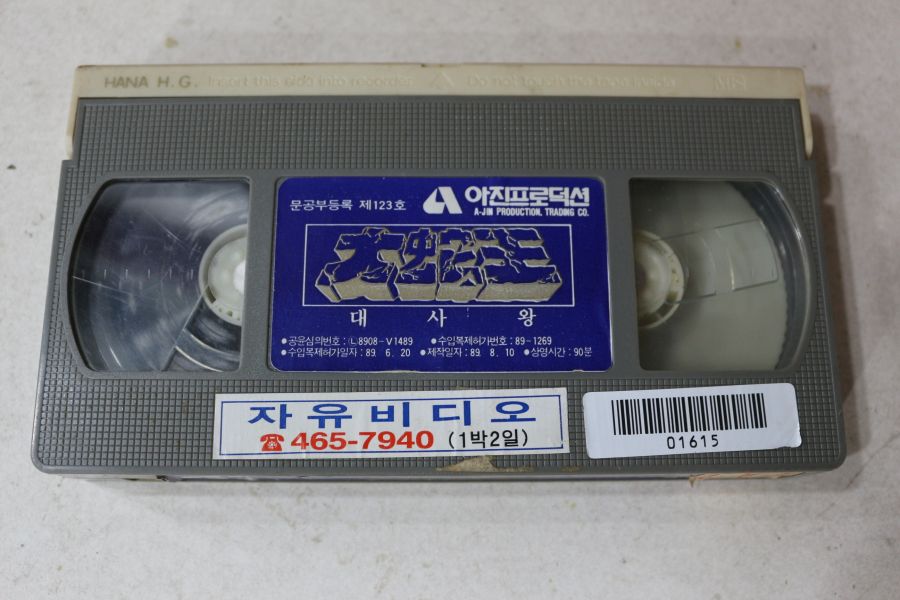 HANA H.G. Insert this side into recorder △ Do not touch the tape inside VHS
문공부등록 제123호 아진프로덕션
A-JIN PRODUCTION. TRADING CO.
大蛇王
대 사 왕
●공윤심의번호 : Ⓛ8908-V1489 ●수입복제허가번호 : 89-1269
●수입복제허가일자 : 89. 6. 20 ●제작일자 : 89. 8. 10 ●상영시간 : 90분
자유비디오
☎465-7940 (1박2일)
01615